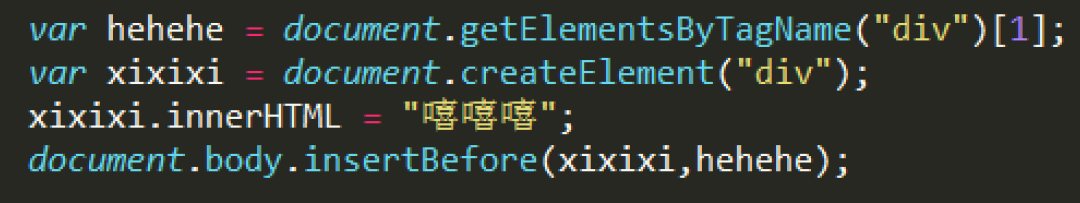 var hehehe = document.getElementsByTagName("div")[1];
var xixixi = document.createElement("div");
xixixi.innerHTML = "嘻嘻嘻";
document.body.insertBefore(xixixi,hehehe);